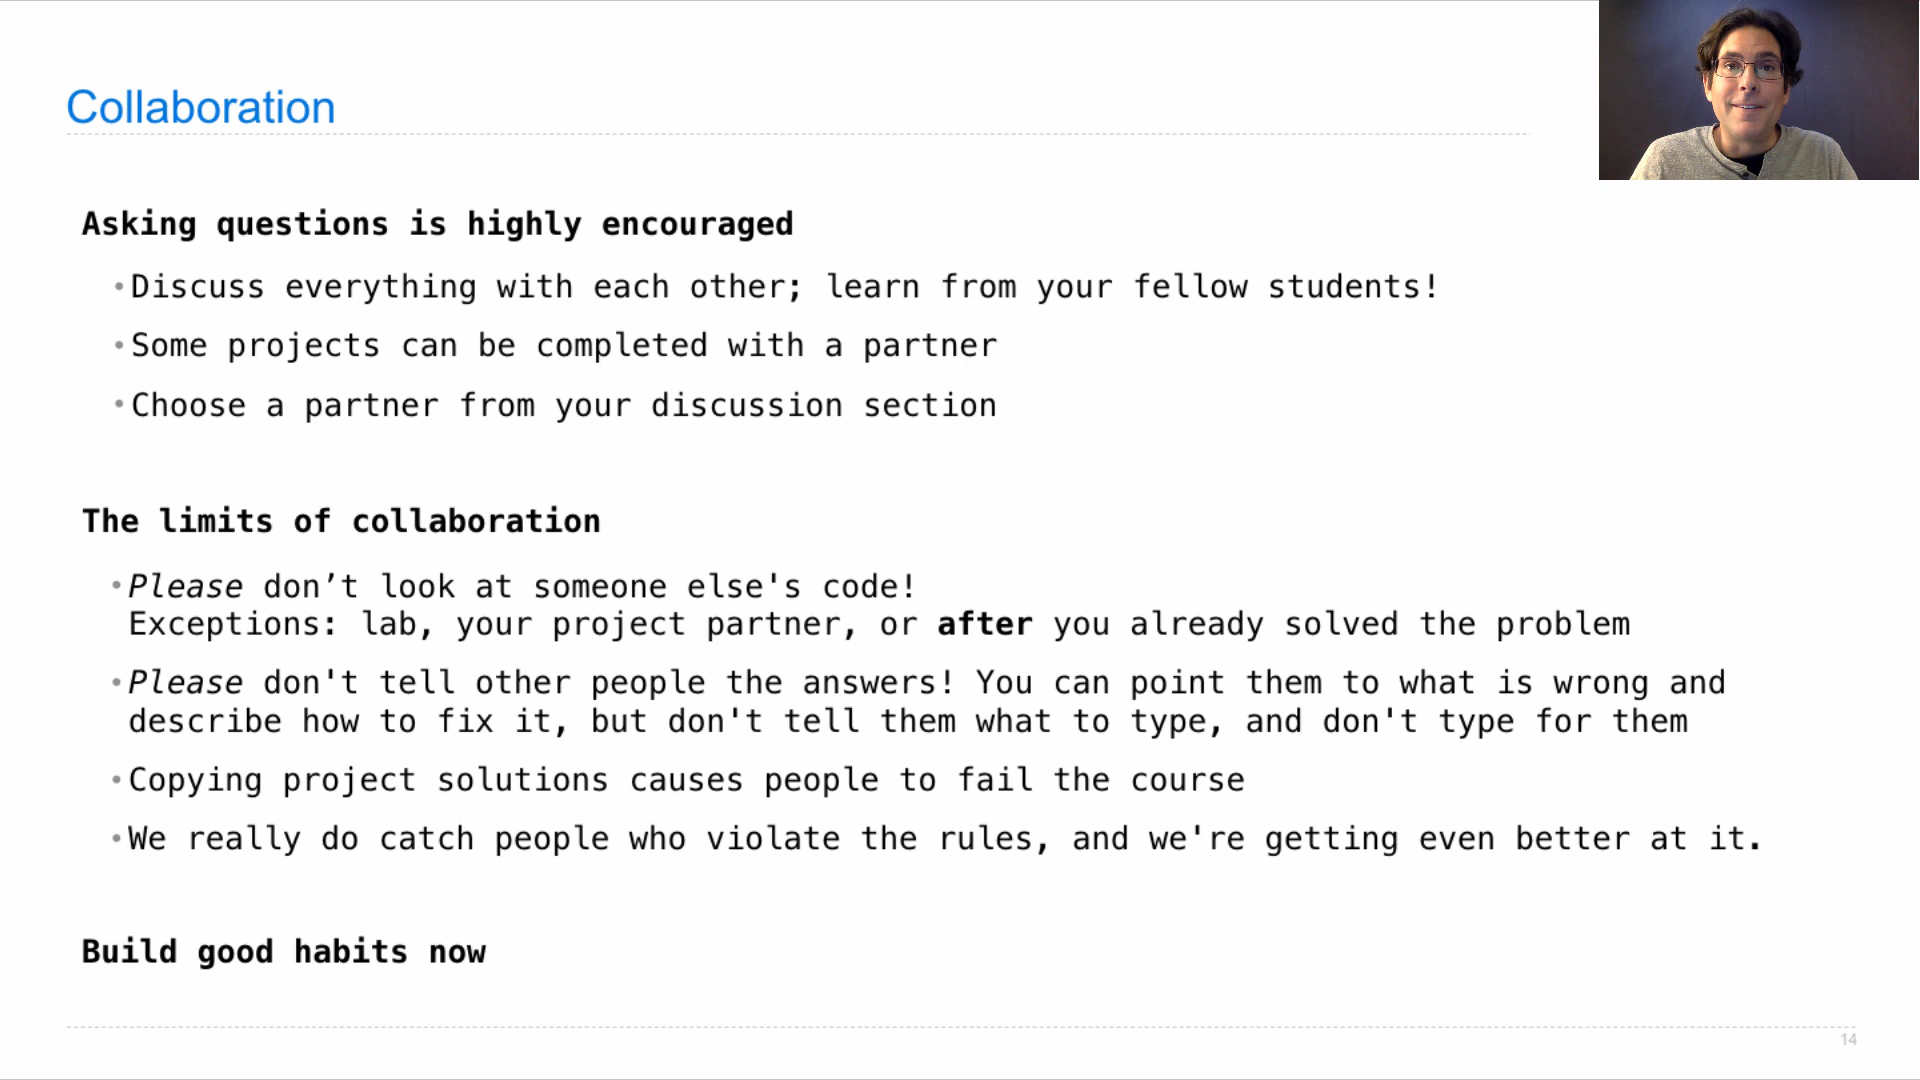 Collaboration
Asking questions is highly encouraged
•Discuss everything with each other; learn from your fellow students!
•Some projects can be completed with a partner
•Choose a partner from your discussion section
The limits of collaboration
•Please don’t look at someone else's code!
Exceptions: lab, your project partner, or after you already solved the problem
•Please don't tell other people the answers! You can point them to what is wrong and
describe how to fix it, but don't tell them what to type, and don't type for them
•Copying project solutions causes people to fail the course
•We really do catch people who violate the rules, and we're getting even better at it.
Build good habits now
14